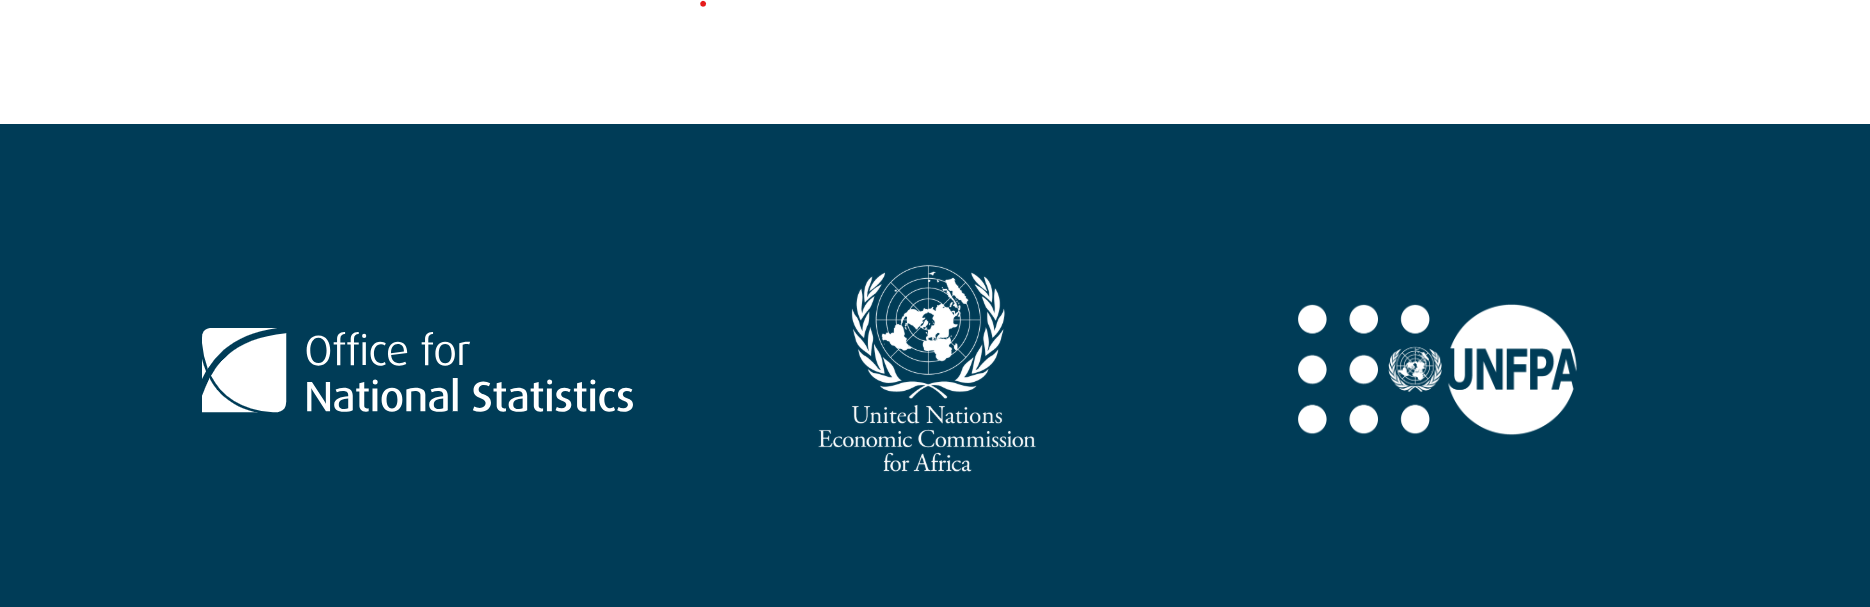 Office for
National Statistics
United Nations
Economic Commission
for Africa
UNFPA